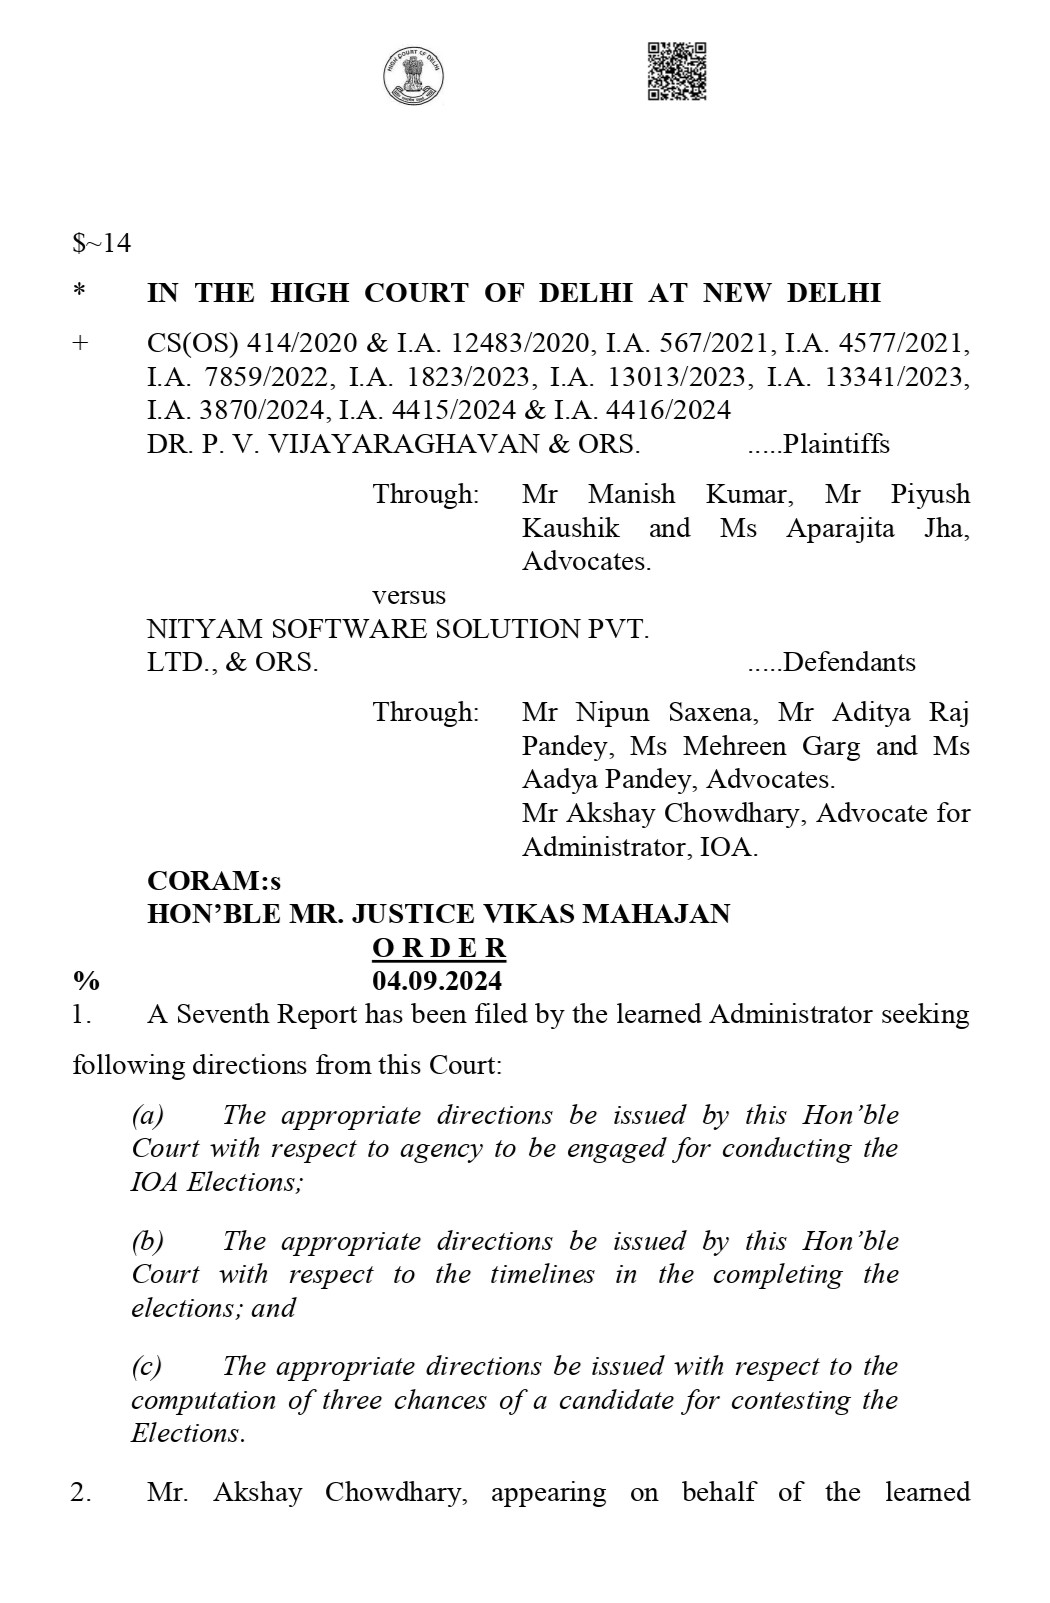 HIGH COURT OF DELHI
$~14
* IN THE HIGH COURT OF DELHI AT NEW DELHI
+ CS(OS) 414/2020 & I.A. 12483/2020, I.A. 567/2021, I.A. 4577/2021,
I.A. 7859/2022, I.A. 1823/2023, I.A. 13013/2023, I.A. 13341/2023,
I.A. 3870/2024, I.A. 4415/2024 & I.A. 4416/2024
DR. P. V. VIJAYARAGHAVAN & ORS. .....Plaintiffs
Through: Mr Manish Kumar, Mr Piyush
Kaushik and Ms Aparajita Jha,
Advocates.
versus
NITYAM SOFTWARE SOLUTION PVT.
LTD., & ORS. .....Defendants
Through: Mr Nipun Saxena, Mr Aditya Raj
Pandey, Ms Mehreen Garg and Ms
Aadya Pandey, Advocates.
Mr Akshay Chowdhary, Advocate for
Administrator, IOA.
CORAM:s
HON’BLE MR. JUSTICE VIKAS MAHAJAN
O R D E R
% 04.09.2024
1. A Seventh Report has been filed by the learned Administrator seeking
following directions from this Court:
(a) The appropriate directions be issued by this Hon’ble
Court with respect to agency to be engaged for conducting the
IOA Elections;
(b) The appropriate directions be issued by this Hon’ble
Court with respect to the timelines in the completing the
elections; and
(c) The appropriate directions be issued with respect to the
computation of three chances of a candidate for contesting the
Elections.
2. Mr. Akshay Chowdhary, appearing on behalf of the learned